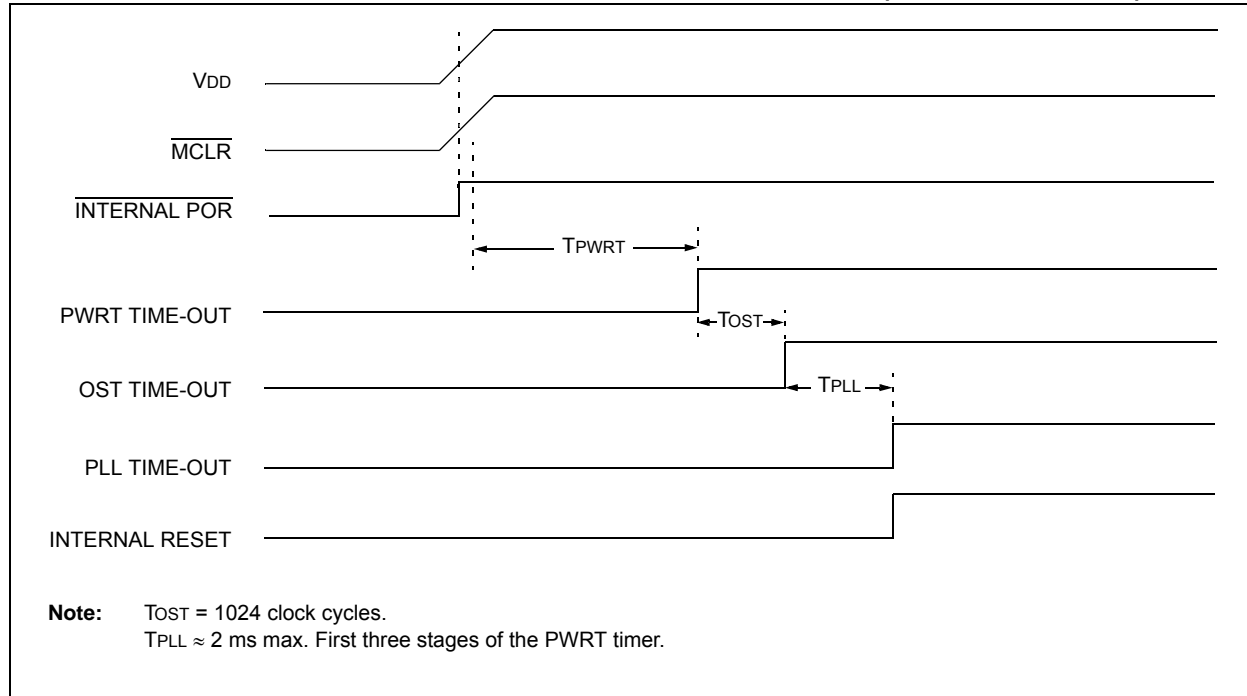 VDD
MCLR
INTERNAL POR
TPWRT
PWRT TIME-OUT
TOST
OST TIME-OUT
TPLL
PLL TIME-OUT
INTERNAL RESET
Note: TOST = 1024 clock cycles.
TPLL ≈ 2 ms max. First three stages of the PWRT timer.